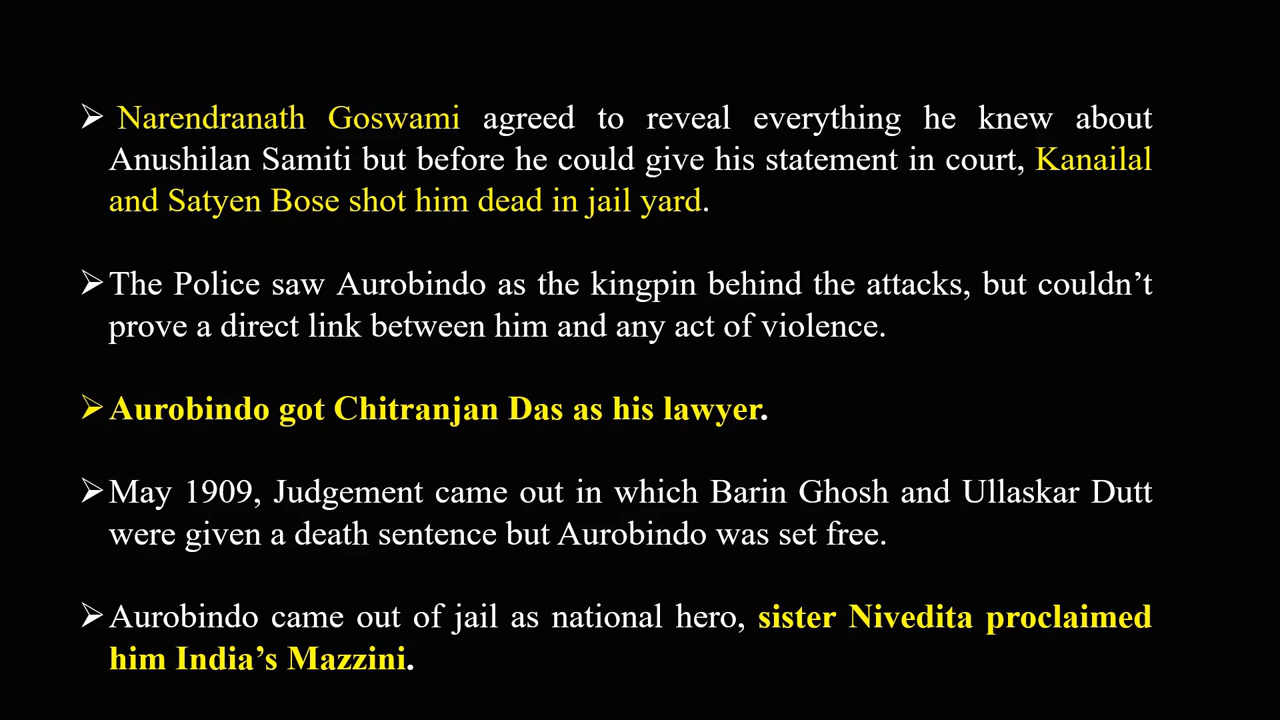 ➢ Narendranath Goswami agreed to reveal everything he knew about
Anushilan Samiti but before he could give his statement in court, Kanailal
and Satyen Bose shot him dead in jail yard.
➢ The Police saw Aurobindo as the kingpin behind the attacks, but couldn’t
prove a direct link between him and any act of violence.
➢ Aurobindo got Chitranjan Das as his lawyer.
➢ May 1909, Judgement came out in which Barin Ghosh and Ullaskar Dutt
were given a death sentence but Aurobindo was set free.
➢ Aurobindo came out of jail as national hero, sister Nivedita proclaimed
him India’s Mazzini.